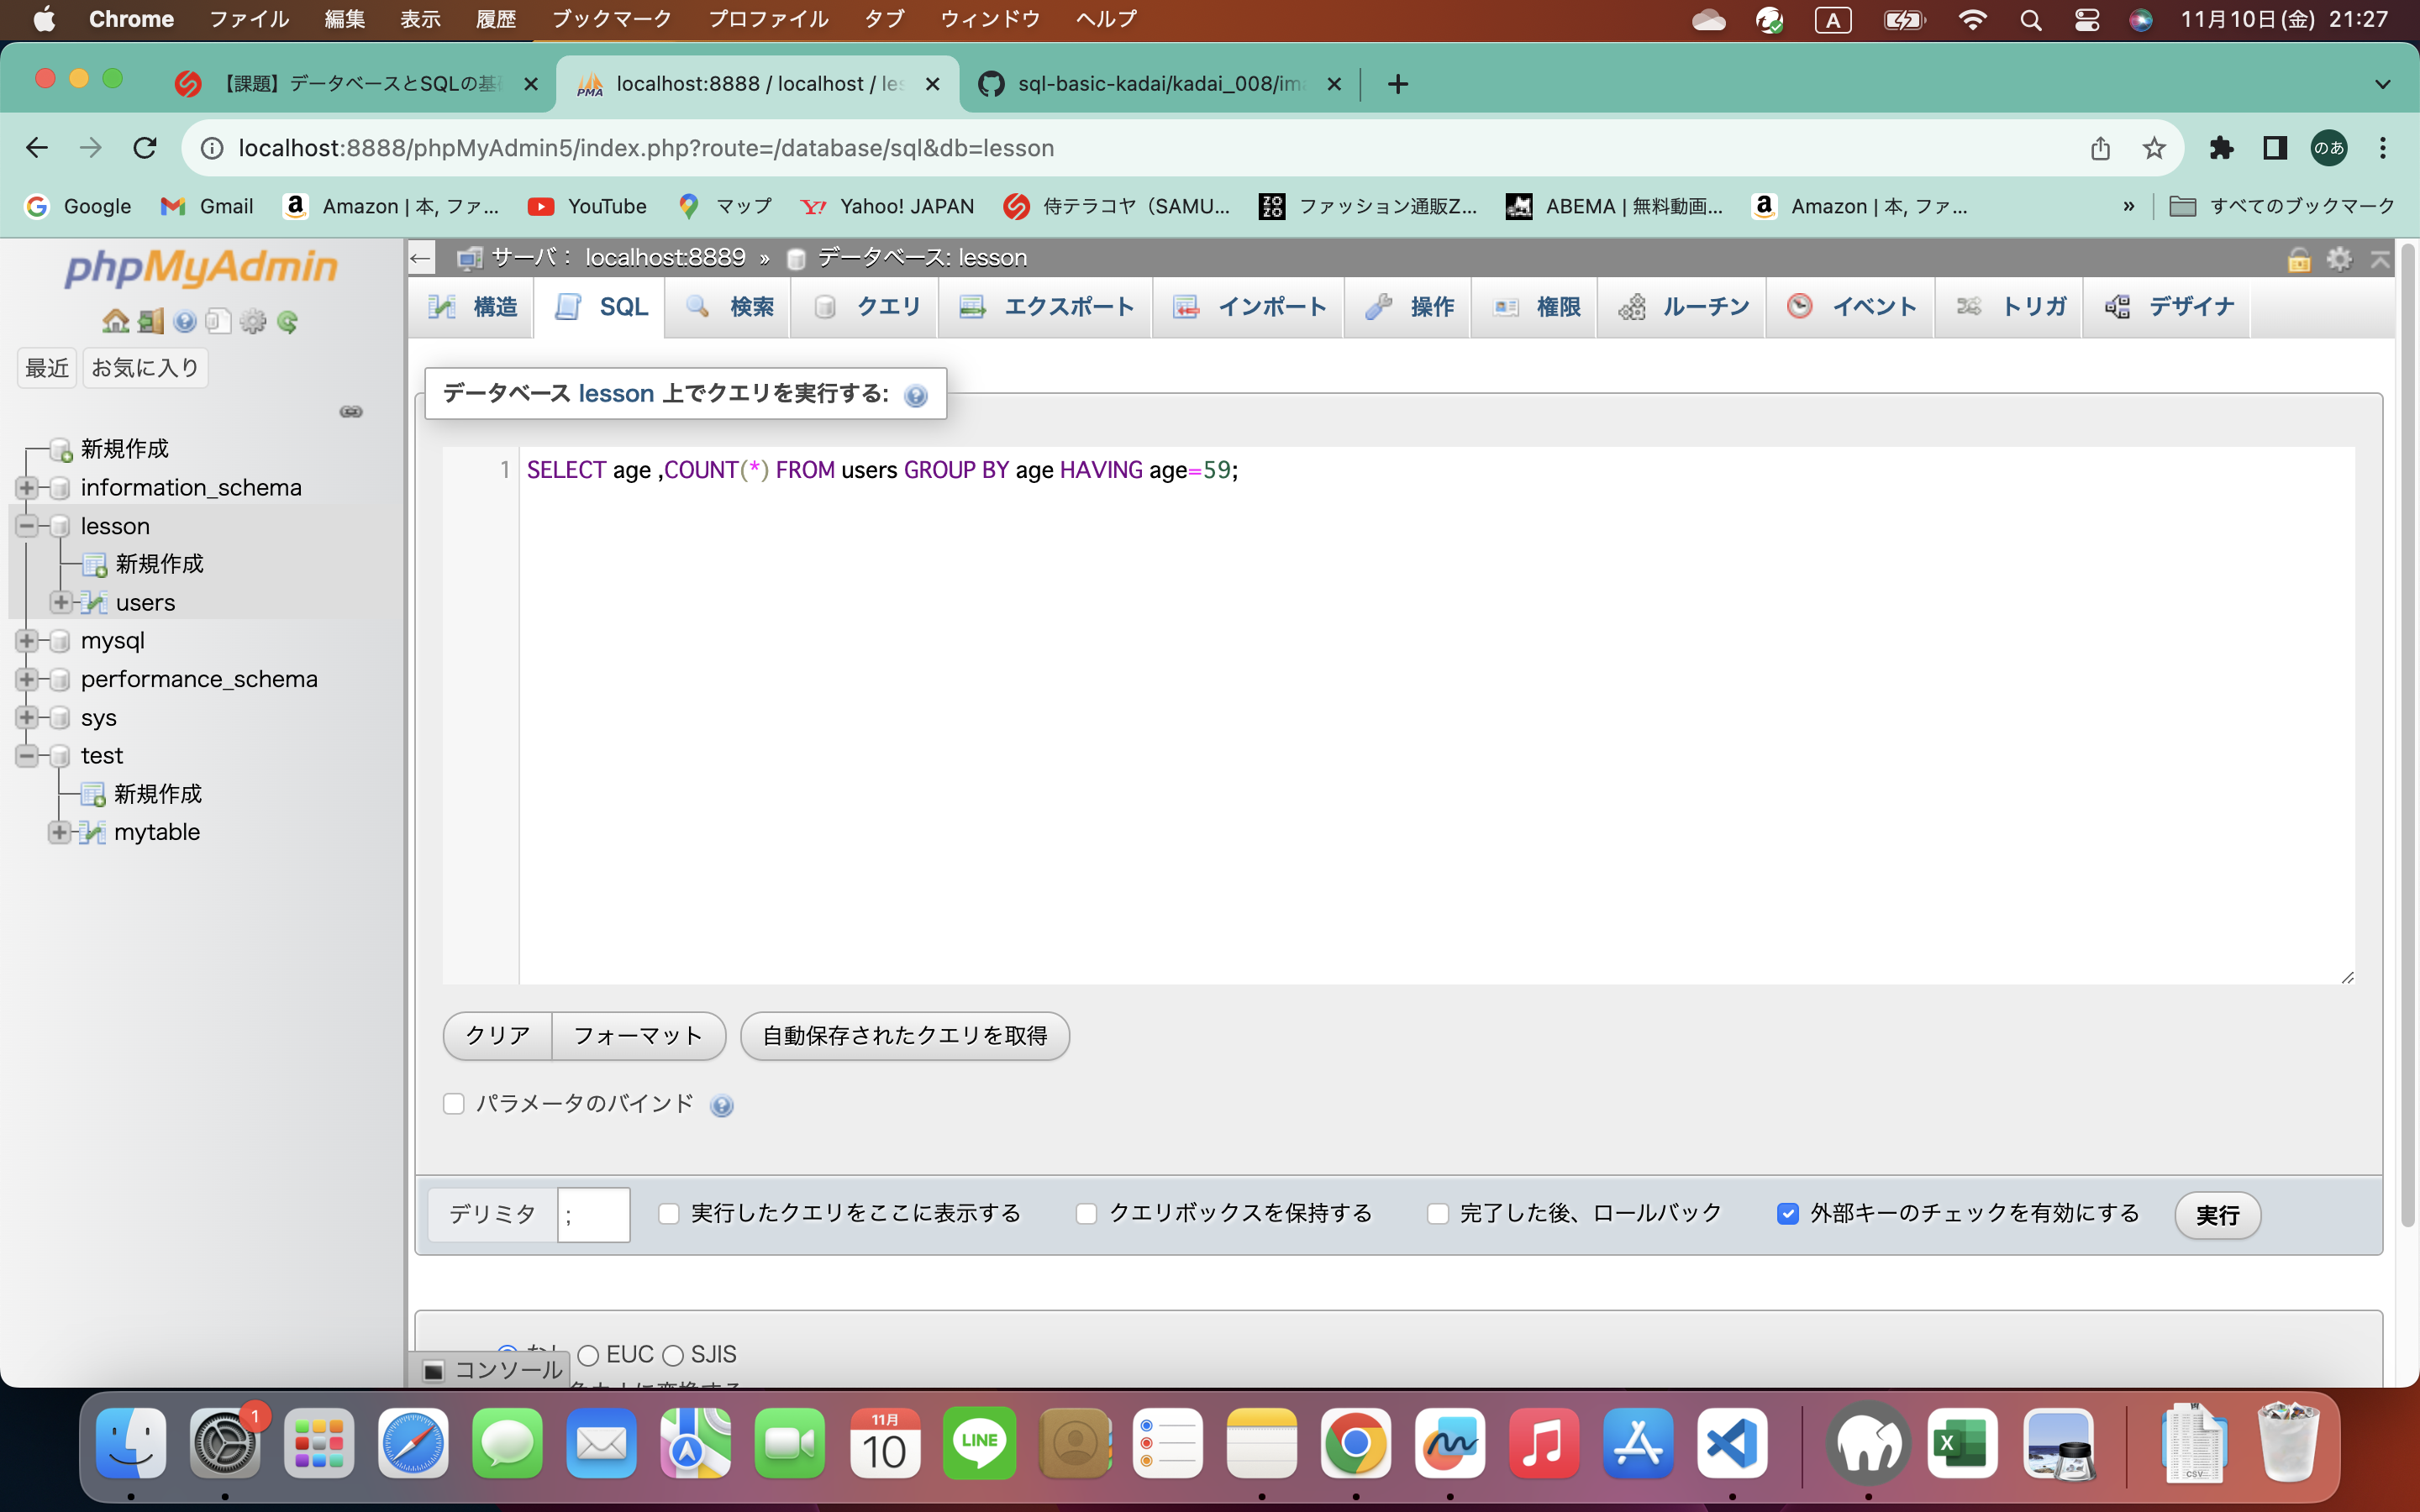 Chrome ファイル 編集 表示 履歴 ブックマーク プロファイル タブ ウィンドウ ヘルプ A 11月10日(金) 21:27
【課題】データベースとSQLの基 PMA localhost:8888 / localhost / les sql-basic-kadai/kadai_008/im
localhost:8888/phpMyAdmin5/index.php?route=/database/sql&db=lesson のあ
Google Gmail Amazon | 本, ファ... YouTube マップ Yahoo! JAPAN 侍テラコヤ（SAMU... ZOZO ファッション通販Z... ABEMA | 無料動画... Amazon | 本, ファ... » すべてのブックマーク
phpMyAdmin
最近 お気に入り
新規作成
information_schema
lesson
新規作成
users
mysql
performance_schema
sys
test
新規作成
mytable
← サーバ： localhost:8889 » データベース: lesson
構造 SQL 検索 クエリ エクスポート インポート 操作 権限 ルーチン イベント トリガ デザイナ
データベース lesson 上でクエリを実行する:
1 SELECT age ,COUNT(*) FROM users GROUP BY age HAVING age=59;
クリア フォーマット 自動保存されたクエリを取得
パラメータのバインド
デリミタ ; 実行したクエリをここに表示する クエリボックスを保持する 完了した後、ロールバック 外部キーのチェックを有効にする 実行
EUC SJIS
コンソール
1
11月
10
LINE
X
CSV